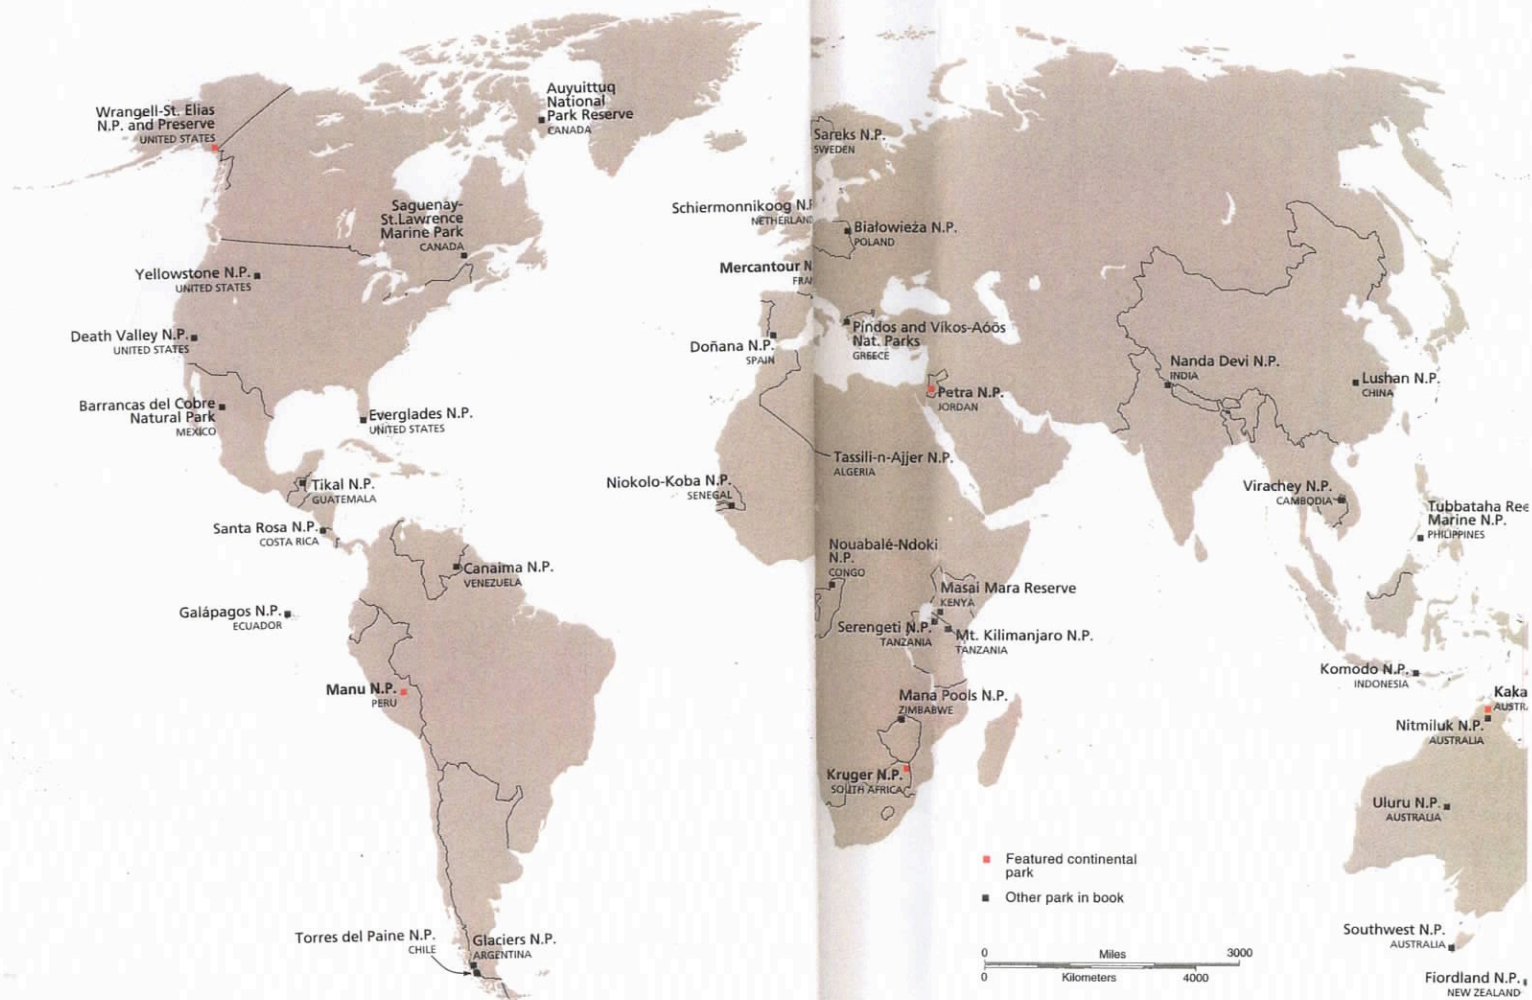 Wrangell-St. Elias
N.P. and Preserve
UNITED STATES
Auyuittuq
National
Park Reserve
CANADA
Saguenay-
St.Lawrence
Marine Park
CANADA
Yellowstone N.P.
UNITED STATES
Death Valley N.P.
UNITED STATES
Barrancas del Cobre
Natural Park
MEXICO
Everglades N.P.
UNITED STATES
Tikal N.P.
GUATEMALA
Santa Rosa N.P.
COSTA RICA
Canaima N.P.
VENEZUELA
Galápagos N.P.
ECUADOR
Manu N.P.
PERU
Torres del Paine N.P.
CHILE
Glaciers N.P.
ARGENTINA
Sareks N.P.
SWEDEN
Schiermonnikoog N.P
NETHERLAND
Białowieża N.P.
POLAND
Mercantour N
FRAN
Doñana N.P.
SPAIN
Pindos and Vikos-Aóös
Nat. Parks
GREECE
Petra N.P.
JORDAN
Tassili-n-Ajjer N.P.
ALGERIA
Niokolo-Koba N.P.
SENEGAL
Nouabalé-Ndoki
N.P.
CONGO
Masai Mara Reserve
KENYA
Serengeti N.P.
TANZANIA
Mt. Kilimanjaro N.P.
TANZANIA
Mana Pools N.P.
ZIMBABWE
Kruger N.P.
SOUTH AFRICA
Nanda Devi N.P.
INDIA
Lushan N.P.
CHINA
Virachey N.P.
CAMBODIA
Tubbataha Ree
Marine N.P.
PHILIPPINES
Komodo N.P.
INDONESIA
Kaka
AUSTR
Nitmiluk N.P.
AUSTRALIA
Uluru N.P.
AUSTRALIA
Southwest N.P.
AUSTRALIA
Fiordland N.P.
NEW ZEALAND
Featured continental
park
Other park in book
0 Miles 3000
0 Kilometers 4000